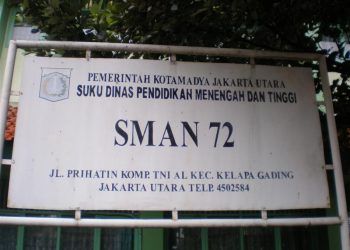 PEMERINTAH KOTAMADYA JAKARTA UTARA
SUKU DINAS PENDIDIKAN MENENGAH DAN TINGGI
SMAN 72
JL. PRIHATIN KOMP. TNI AL KEC. KELAPA GADING
JAKARTA UTARA TELP. 4502584